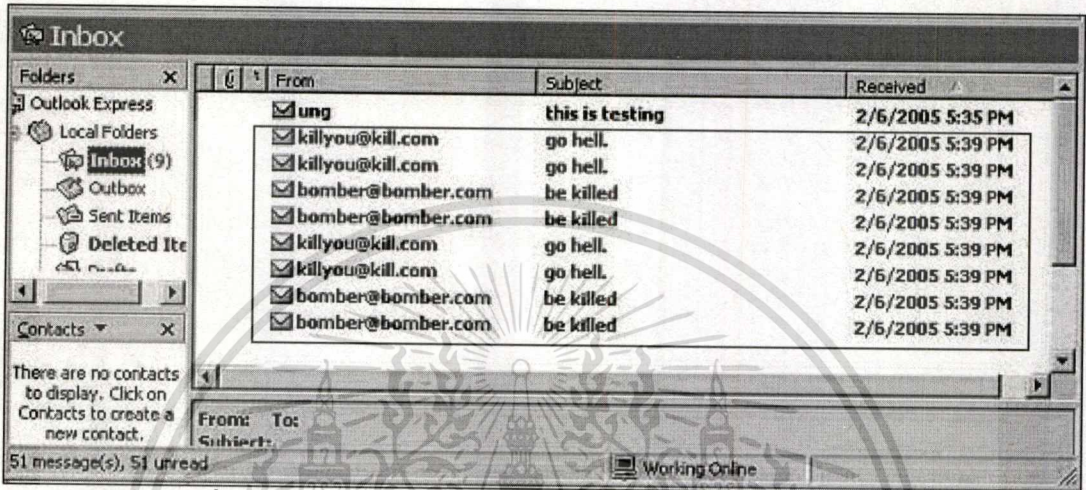 Inbox
Folders x
Outlook Express
Local Folders
Inbox (9)
Outbox
Sent Items
Deleted Ite
Drafts
Contacts x
There are no contacts
to display. Click on
Contacts to create a
new contact.
From Subject Received
ung this is testing 2/6/2005 5:35 PM
killyou@kill.com go hell. 2/6/2005 5:39 PM
killyou@kill.com go hell. 2/6/2005 5:39 PM
bomber@bomber.com be killed 2/6/2005 5:39 PM
bomber@bomber.com be killed 2/6/2005 5:39 PM
killyou@kill.com go hell. 2/6/2005 5:39 PM
killyou@kill.com go hell. 2/6/2005 5:39 PM
bomber@bomber.com be killed 2/6/2005 5:39 PM
bomber@bomber.com be killed 2/6/2005 5:39 PM
From: To:
Subject:
51 message(s), 51 unread Working Online